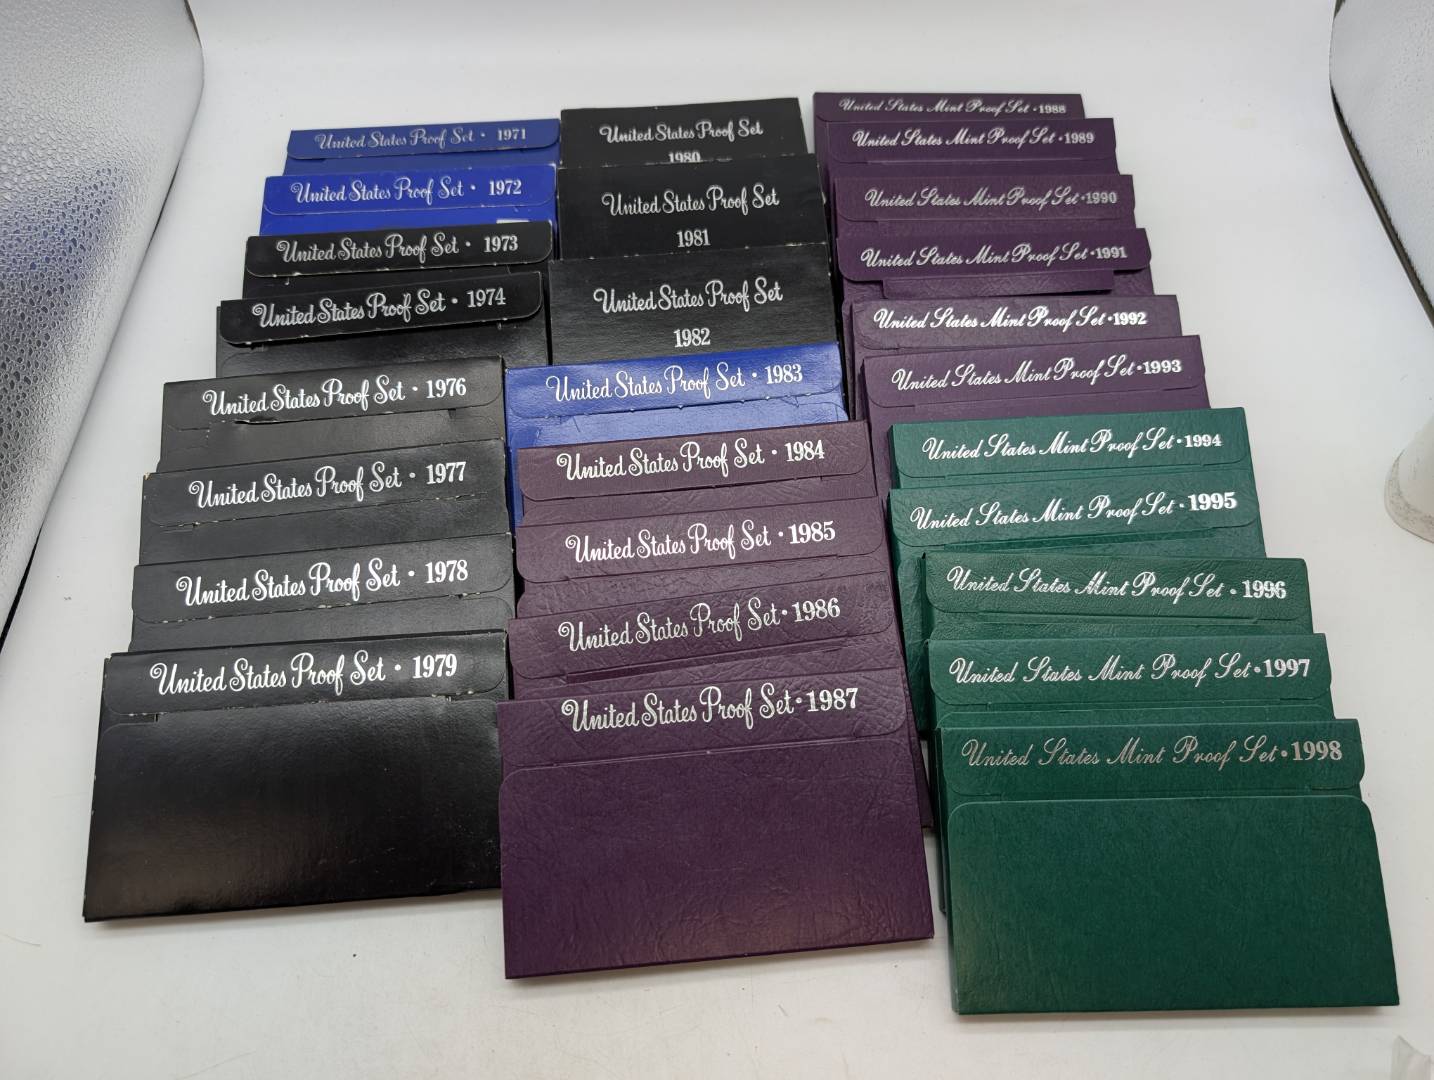 United States Proof Set · 1971
United States Proof Set · 1972
United States Proof Set · 1973
United States Proof Set · 1974
United States Proof Set · 1976
United States Proof Set · 1977
United States Proof Set · 1978
United States Proof Set · 1979
United States Proof Set
1980
United States Proof Set
1981
United States Proof Set
1982
United States Proof Set · 1983
United States Proof Set · 1984
United States Proof Set · 1985
United States Proof Set · 1986
United States Proof Set · 1987
United States Mint Proof Set · 1988
United States Mint Proof Set · 1989
United States Mint Proof Set · 1990
United States Mint Proof Set · 1991
United States Mint Proof Set · 1992
United States Mint Proof Set · 1993
United States Mint Proof Set · 1994
United States Mint Proof Set · 1995
United States Mint Proof Set · 1996
United States Mint Proof Set · 1997
United States Mint Proof Set · 1998